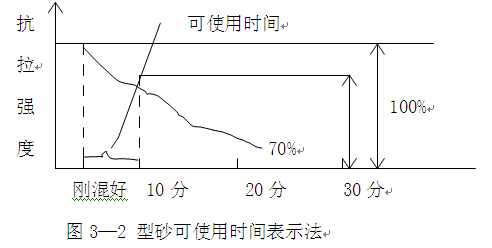 抗拉强度
可使用时间
100%
70%
刚混好 10 分 20 分 30 分
图 3—2 型砂可使用时间表示法